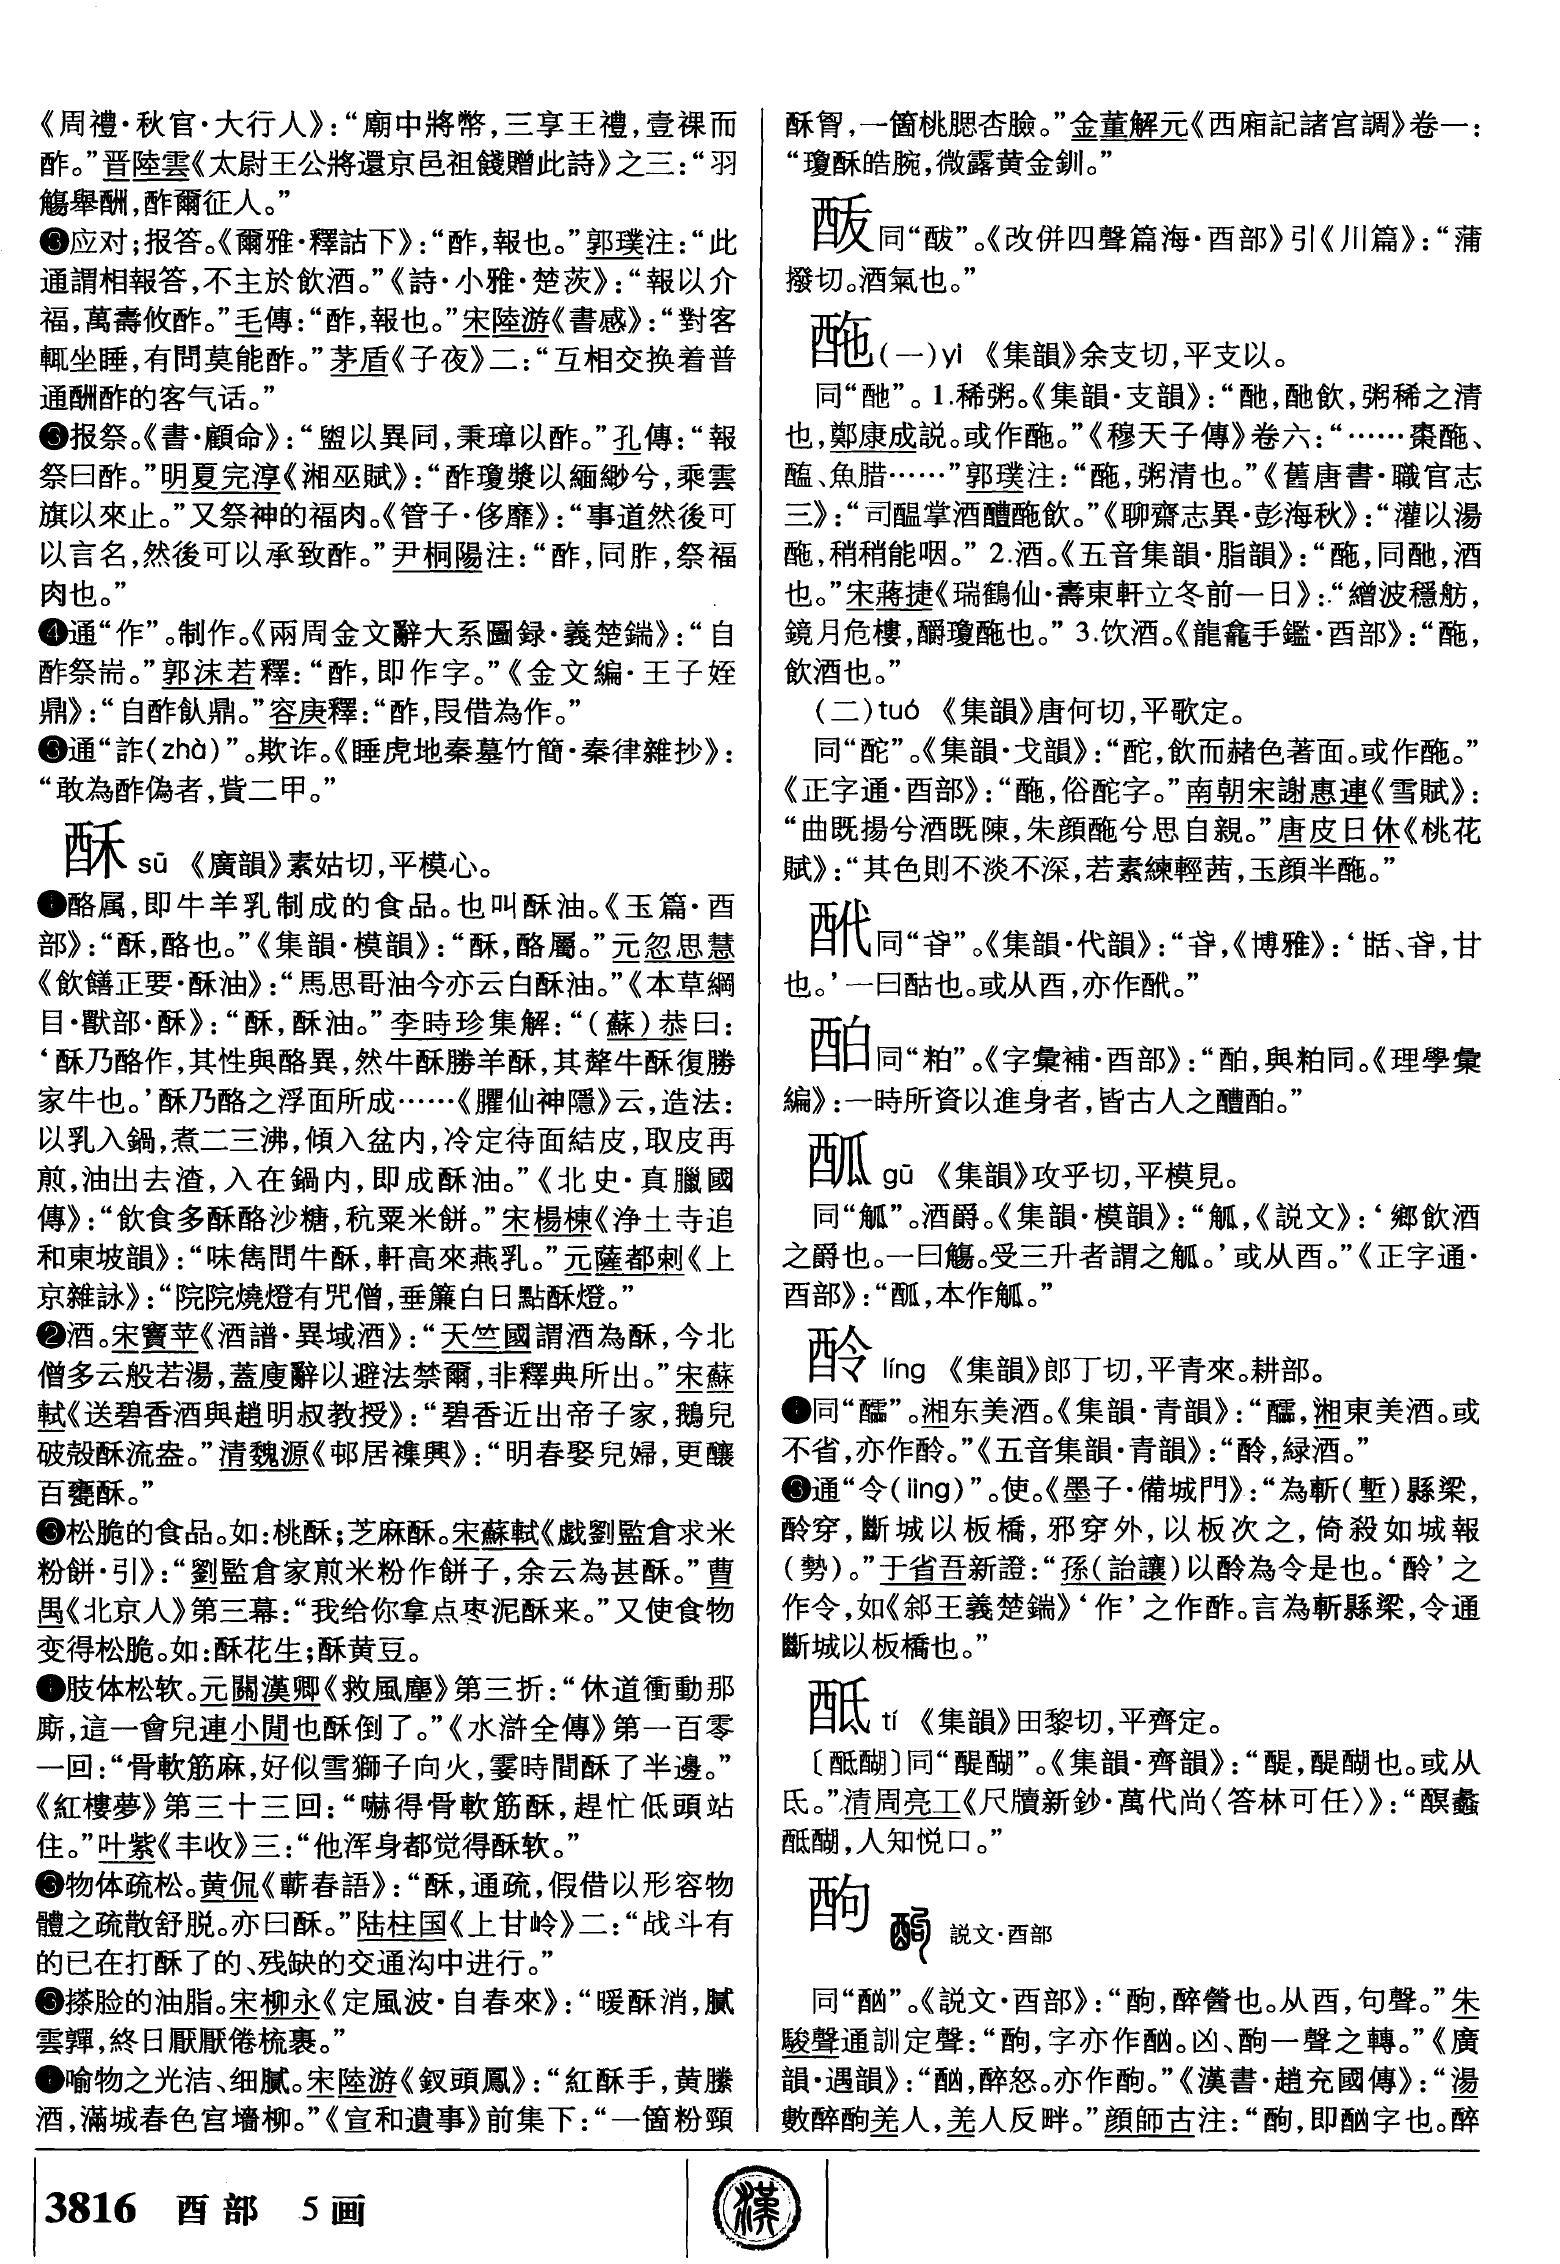 《周禮·秋官·大行人》：“廟中將幣，三享王禮，壹祼而
酢。”晋陸雲《太尉王公將還京邑祖餞贈此詩》之三：“羽
觴舉酬，酢爾征人。”
❸应对；报答。《爾雅·釋詁下》：“酢，報也。”郭璞注：“此
通謂相報答，不主於飲酒。”《詩·小雅·楚茨》：“報以介
福，萬壽攸酢。”毛傳：“酢，報也。”宋陸游《書感》：“對客
輒坐睡，有問莫能酢。”茅盾《子夜》二：“互相交换着普
通酬酢的客气话。”
❸报祭。《書·顧命》：“盥以異同，秉璋以酢。”孔傳：“報
祭曰酢。”明夏完淳《湘巫賦》：“酢瓊漿以緬緲兮，乘雲
旗以來止。”又祭神的福肉。《管子·侈靡》：“事道然後可
以言名，然後可以承致酢。”尹桐陽注：“酢，同胙，祭福
肉也。”
❹通“作”。制作。《兩周金文辭大系圖録·義楚鍴》：“自
酢祭耑。”郭沫若釋：“酢，即作字。”《金文編·王子姪
鼎》：“自酢飤鼎。”容庚釋：“酢，叚借為作。”
❸通“詐(zhà)”。欺诈。《睡虎地秦墓竹簡·秦律雜抄》：
“敢為酢偽者，貲二甲。”
酥 sū 《廣韻》素姑切，平模心。
❶酪属，即牛羊乳制成的食品。也叫酥油。《玉篇·酉
部》：“酥，酪也。”《集韻·模韻》：“酥，酪屬。”元忽思慧
《飲饍正要·酥油》：“馬思哥油今亦云白酥油。”《本草綱
目·獸部·酥》：“酥，酥油。”李時珍集解：“(蘇)恭曰：
‘酥乃酪作，其性與酪異，然牛酥勝羊酥，其犛牛酥復勝
家牛也。’酥乃酪之浮面所成……《臞仙神隱》云，造法：
以乳入鍋，煮二三沸，傾入盆内，冷定待面結皮，取皮再
煎，油出去渣，入在鍋内，即成酥油。”《北史·真臘國
傳》：“飲食多酥酪沙糖，秔粟米餅。”宋楊棟《浄土寺追
和東坡韻》：“味雋問牛酥，軒高來燕乳。”元薩都剌《上
京雜詠》：“院院燒燈有咒僧，垂簾白日點酥燈。”
❷酒。宋竇苹《酒譜·異域酒》：“天竺國謂酒為酥，今北
僧多云般若湯，蓋廋辭以避法禁爾，非釋典所出。”宋蘇
軾《送碧香酒與趙明叔教授》：“碧香近出帝子家，鵝兒
破殻酥流盎。”清魏源《邨居襍興》：“明春娶兒婦，更釀
百甕酥。”
❸松脆的食品。如：桃酥；芝麻酥。宋蘇軾《戲劉監倉求米
粉餅·引》：“劉監倉家煎米粉作餅子，余云為甚酥。”曹
禺《北京人》第三幕：“我给你拿点枣泥酥来。”又使食物
变得松脆。如：酥花生；酥黄豆。
❶肢体松软。元關漢卿《救風塵》第三折：“休道衝動那
廝，這一會兒連小閒也酥倒了。”《水滸全傳》第一百零
一回：“骨軟筋麻，好似雪獅子向火，霎時間酥了半邊。”
《紅樓夢》第三十三回：“嚇得骨軟筋酥，趕忙低頭站
住。”叶紫《丰收》三：“他浑身都觉得酥软。”
❸物体疏松。黄侃《蘄春語》：“酥，通疏，假借以形容物
體之疏散舒脱。亦曰酥。”陆柱国《上甘岭》二：“战斗有
的已在打酥了的、残缺的交通沟中进行。”
❸搽脸的油脂。宋柳永《定風波·自春來》：“暖酥消，膩
雲嚲，終日厭厭倦梳裹。”
❶喻物之光洁、细腻。宋陸游《釵頭鳳》：“紅酥手，黄縢
酒，滿城春色宫墻柳。”《宣和遺事》前集下：“一箇粉頸
酥胷，一箇桃腮杏臉。”金董解元《西廂記諸宫調》卷一：
“瓊酥皓腕，微露黄金釧。”
酦同“酸”。《改併四聲篇海·酉部》引《川篇》：“蒲
撥切。酒氣也。”
酏(一)yí 《集韻》余支切，平支以。
同“酏”。1.稀粥。《集韻·支韻》：“酏，酏飲，粥稀之清
也，鄭康成説。或作酏。”《穆天子傳》卷六：“……棗酏、
醢、魚腊……”郭璞注：“酏，粥清也。”《舊唐書·職官志
三》：“司醖掌酒醴酏飲。”《聊齋志異·彭海秋》：“灌以湯
酏，稍稍能咽。” 2.酒。《五音集韻·脂韻》：“酏，同酏，酒
也。”宋蔣捷《瑞鶴仙·壽東軒立冬前一日》：“繒波穩舫，
鏡月危樓，釂瓊酏也。” 3.饮酒。《龍龕手鑑·酉部》：“酏，
飲酒也。”
(二)tuó 《集韻》唐何切，平歌定。
同“酡”。《集韻·戈韻》：“酡，飲而赭色著面。或作酏。”
《正字通·酉部》：“酏，俗酡字。”南朝宋謝惠連《雪賦》：
“曲既揚兮酒既陳，朱顔酏兮思自親。”唐皮日休《桃花
賦》：“其色則不淡不深，若素練輕茜，玉顔半酏。”
酖同“𤯌”。《集韻·代韻》：“𤯌，《博雅》：‘甛、𤯌，甘
也。’一曰酤也。或从酉，亦作𨠈。”
𨠓同“粕”。《字彙補·酉部》：“𨠓，與粕同。《理學彙
編》：一時所資以進身者，皆古人之醴𨠓。”
𨠋 gū 《集韻》攻乎切，平模見。
同“觚”。酒爵。《集韻·模韻》：“觚，《説文》：‘鄉飲酒
之爵也。一曰觴。受三升者謂之觚。’或从酉。”《正字通·
酉部》：“𨠋，本作觚。”
䣆 líng 《集韻》郎丁切，平青來。耕部。
❶同“醽”。湘东美酒。《集韻·青韻》：“醽，湘東美酒。或
不省，亦作䣆。”《五音集韻·青韻》：“䣆，緑酒。”
❸通“令(iing)”。使。《墨子·備城門》：“為斬(塹)縣梁，
䣆穿，斷城以板橋，邪穿外，以板次之，倚殺如城報
(勢)。”于省吾新證：“孫(詒讓)以䣆為令是也。‘䣆’之
作令，如《䣄王義楚鍴》‘作’之作酢。言為斬縣梁，令通
斷城以板橋也。”
䣌 tí 《集韻》田黎切，平齊定。
〔䣌醐〕同“醍醐”。《集韻·齊韻》：“醍，醍醐也。或从
氐。”清周亮工《尺牘新鈔·萬代尚〈答林可任〉》：“醭蠡
䣌醐，人知悦口。”
酌 説文·酉部
同“酗”。《説文·酉部》：“䣱，醉醟也。从酉，句聲。”朱
駿聲通訓定聲：“䣱，字亦作酗。凶、䣱一聲之轉。”《廣
韻·遇韻》：“酗，醉怒。亦作䣱。”《漢書·趙充國傳》：“湯
數醉䣱羌人，羌人反畔。”顔師古注：“䣱，即酗字也。醉
3816 酉部 5画
漢